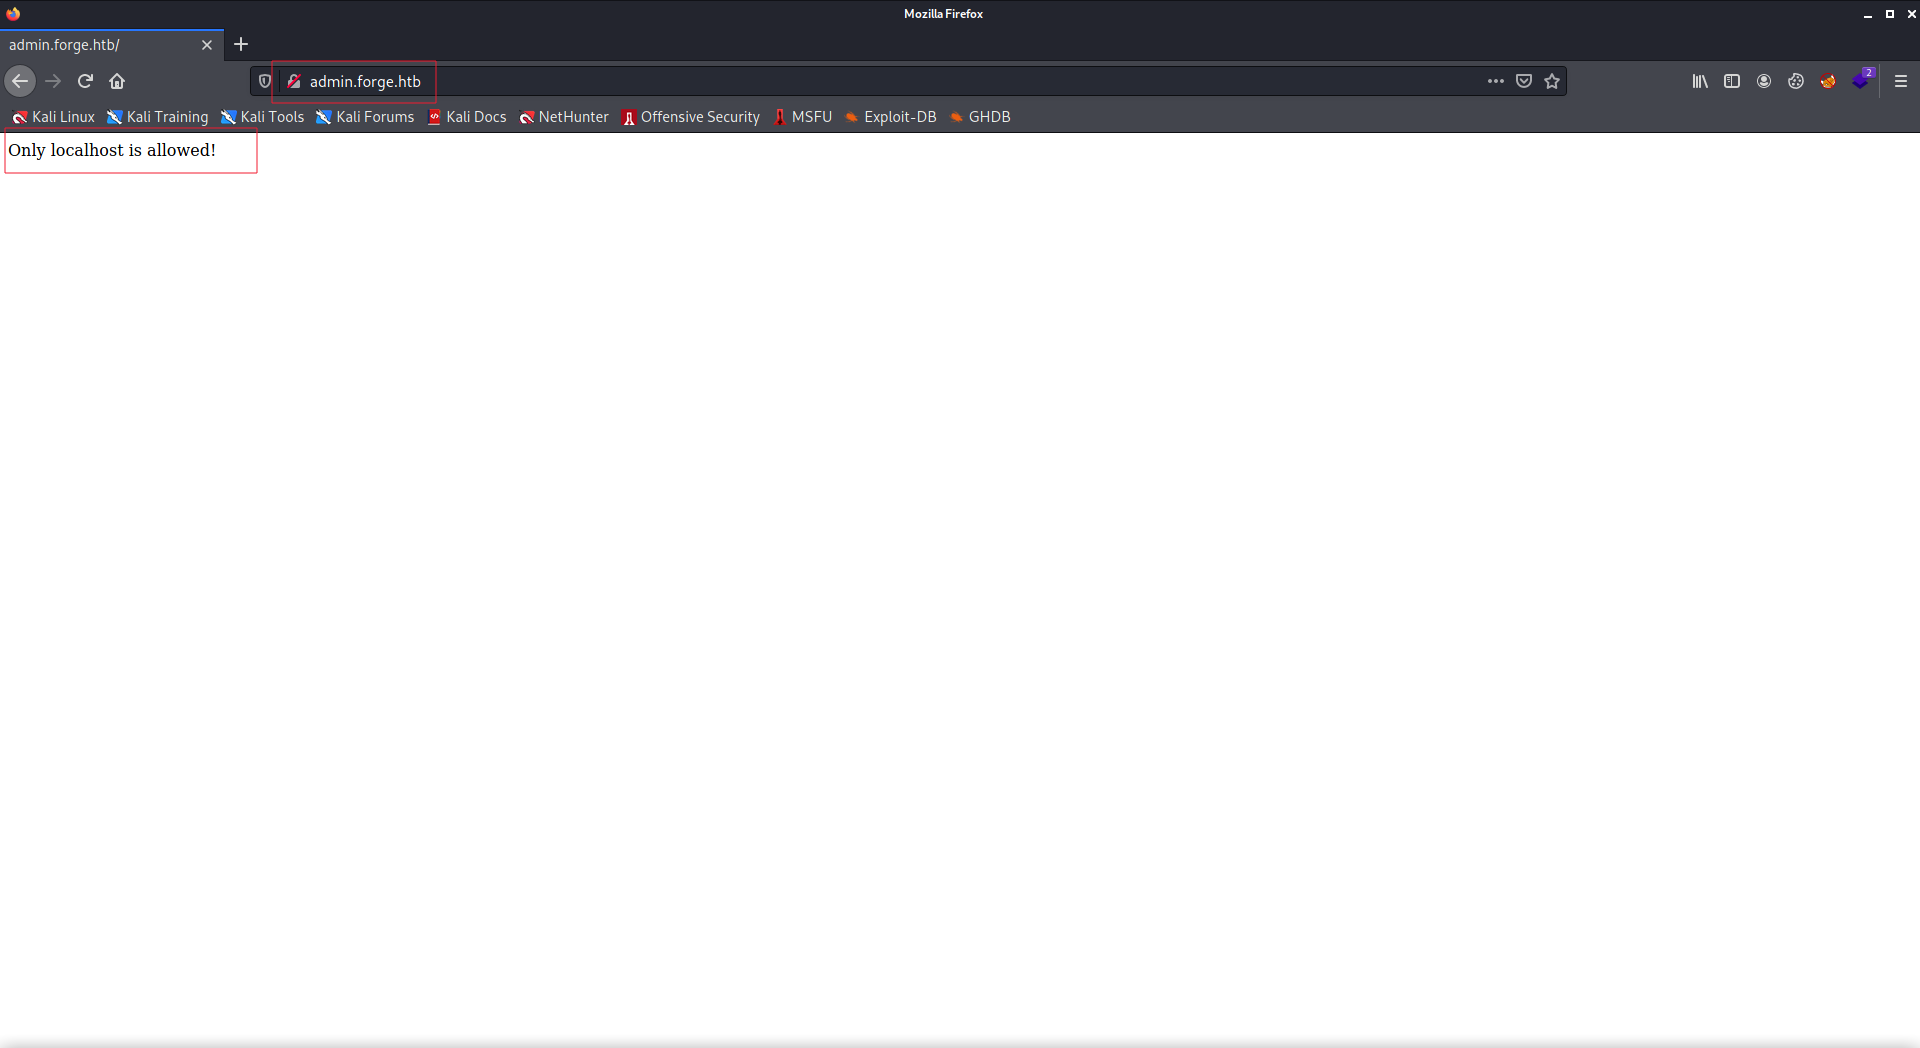 Mozilla Firefox
admin.forge.htb/
admin.forge.htb
2
Kali Linux Kali Training Kali Tools Kali Forums Kali Docs NetHunter Offensive Security MSFU Exploit-DB GHDB
Only localhost is allowed!